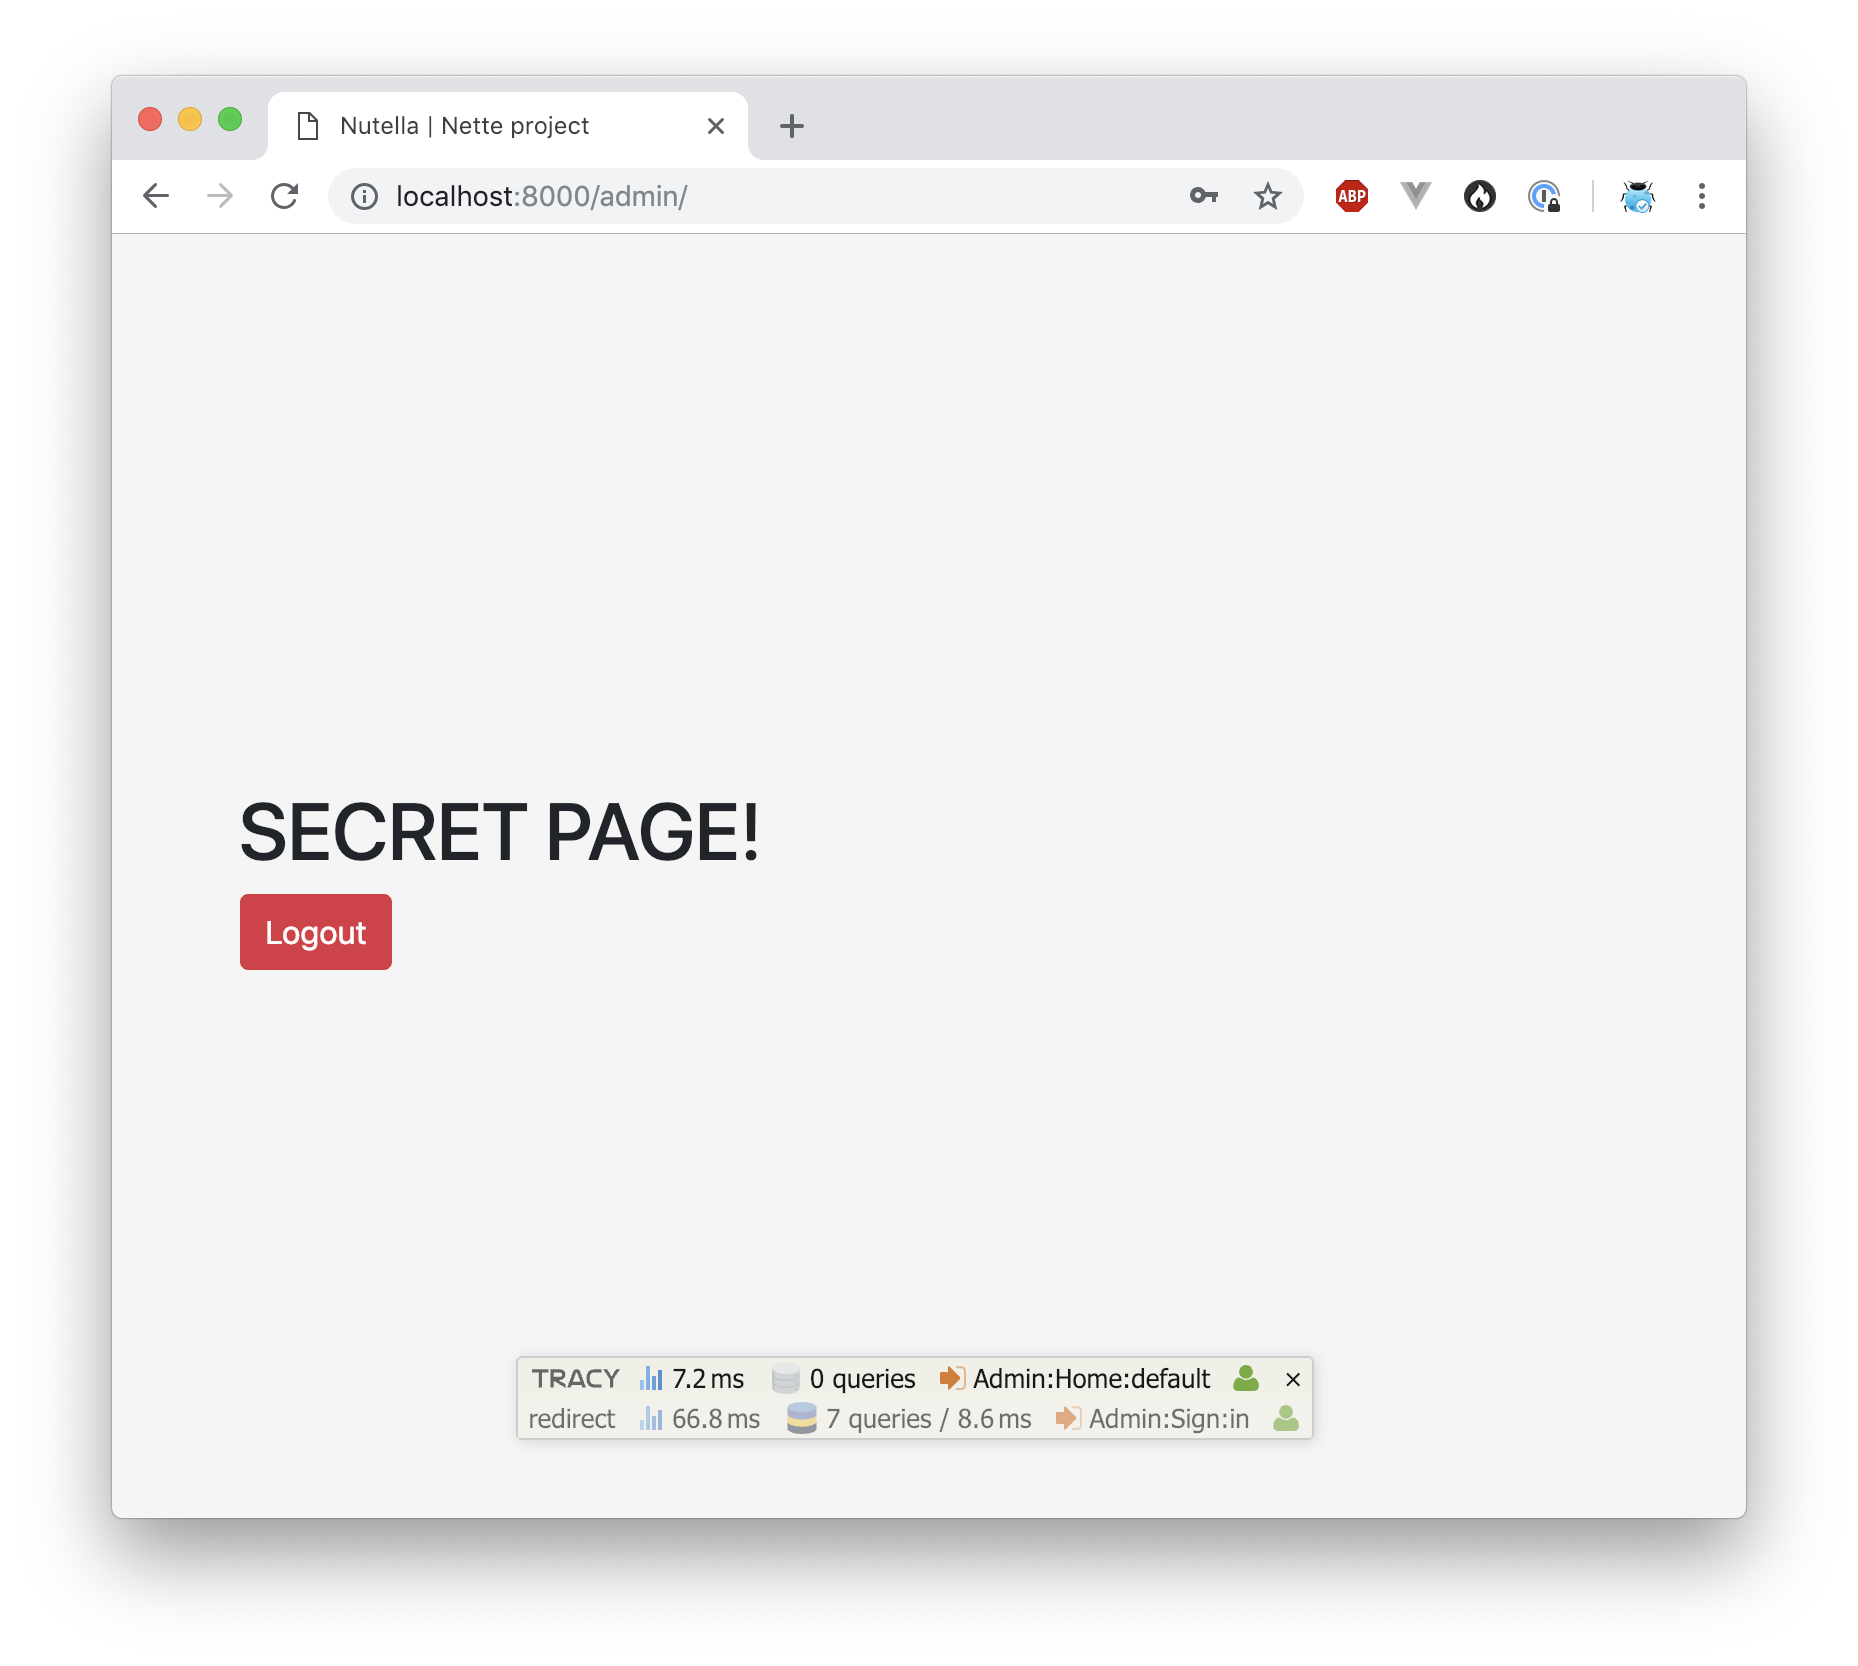 Nutella | Nette project
localhost:8000/admin/
ABP
SECRET PAGE!
Logout
TRACY 7.2 ms 0 queries Admin:Home:default ×
redirect 66.8 ms 7 queries / 8.6 ms Admin:Sign:in